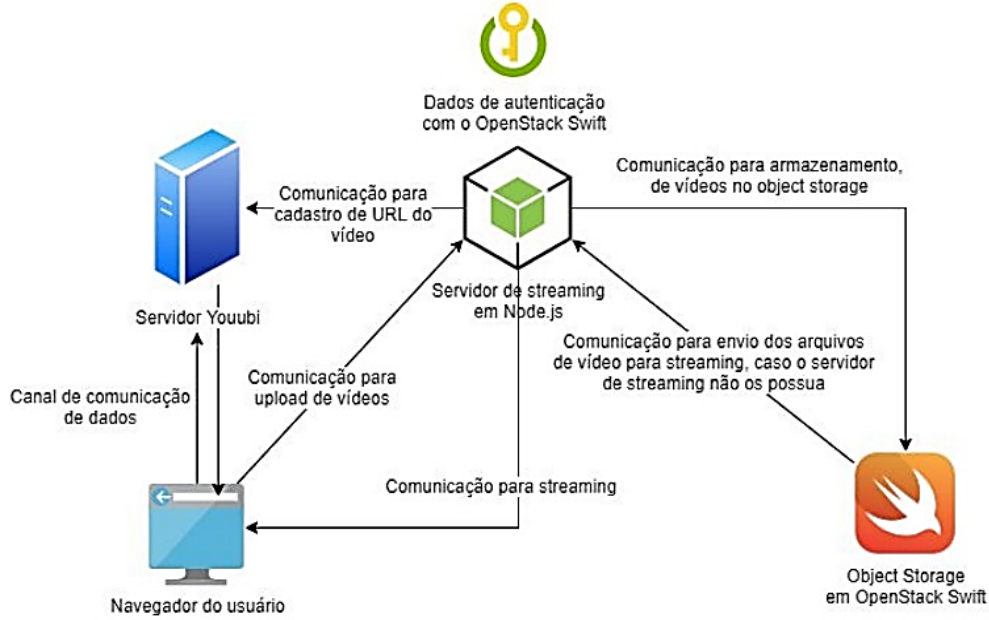 Dados de autenticação
com o OpenStack Swift
Comunicação para
cadastro de URL do
vídeo
Comunicação para armazenamento,
de vídeos no object storage
Servidor de streaming
em Node.js
Servidor Youubi
Canal de comunicação
de dados
Comunicação para
upload de vídeos
Comunicação para envio dos arquivos
de vídeo para streaming, caso o servidor
de streaming não os possua
Comunicação para streaming
Navegador do usuário
Object Storage
em OpenStack Swift